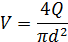 V = 4Q / πd²